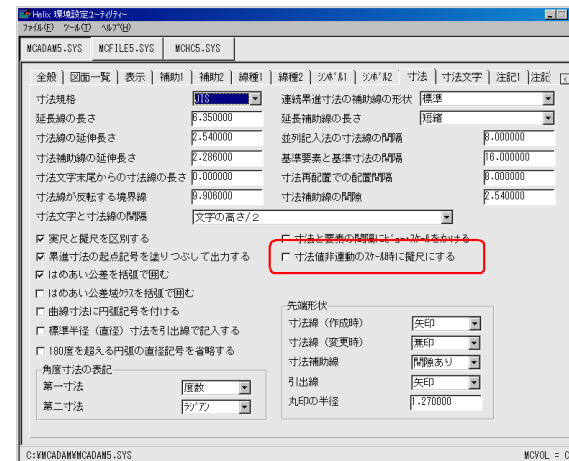 Helix 環境設定ユーティリティー
ファイル(F) ツール(T) ヘルプ(H)
MCADAM5.SYS MCFILE5.SYS MCHC5.SYS
全般 図面一覧 表示 補助1 補助2 線種1 線種2 シンボル1 シンボル2 寸法 寸法文字 注記1 注記
寸法規格 JIS 連続累進寸法の補助線の形状 標準
延長線の長さ 6.350000 延長補助線の長さ 短縮
寸法線の延伸長さ 2.540000 並列記入法の寸法線の間隔 8.000000
寸法補助線の延伸長さ 2.286000 基準要素と基準寸法の間隔 16.000000
寸法文字末尾からの寸法線の長さ 0.000000 寸法再配置での配置間隔 8.000000
寸法線が反転する境界線 9.906000 寸法補助線の間隙 2.540000
寸法文字と寸法線の間隔 文字の高さ/2
実尺と擬尺を区別する 寸法と要素の間隔にビュー・スケールをかける
累進寸法の起点記号を塗りつぶして出力する 寸法値非連動のスケール時に擬尺にする
はめあい公差を括弧で囲む
はめあい公差域クラスを括弧で囲む
曲線寸法に円弧記号を付ける
標準半径（直径）寸法を引出線で記入する
180度を超える円弧の直径記号を省略する
角度寸法の表記
第一寸法 度数
第二寸法 ラジアン
先端形状
寸法線（作成時） 矢印
寸法線（変更時） 無印
寸法補助線 間隙あり
引出線 矢印
丸印の半径 1.270000
C:¥MCADAM¥MCADAM5.SYS MCVOL = C